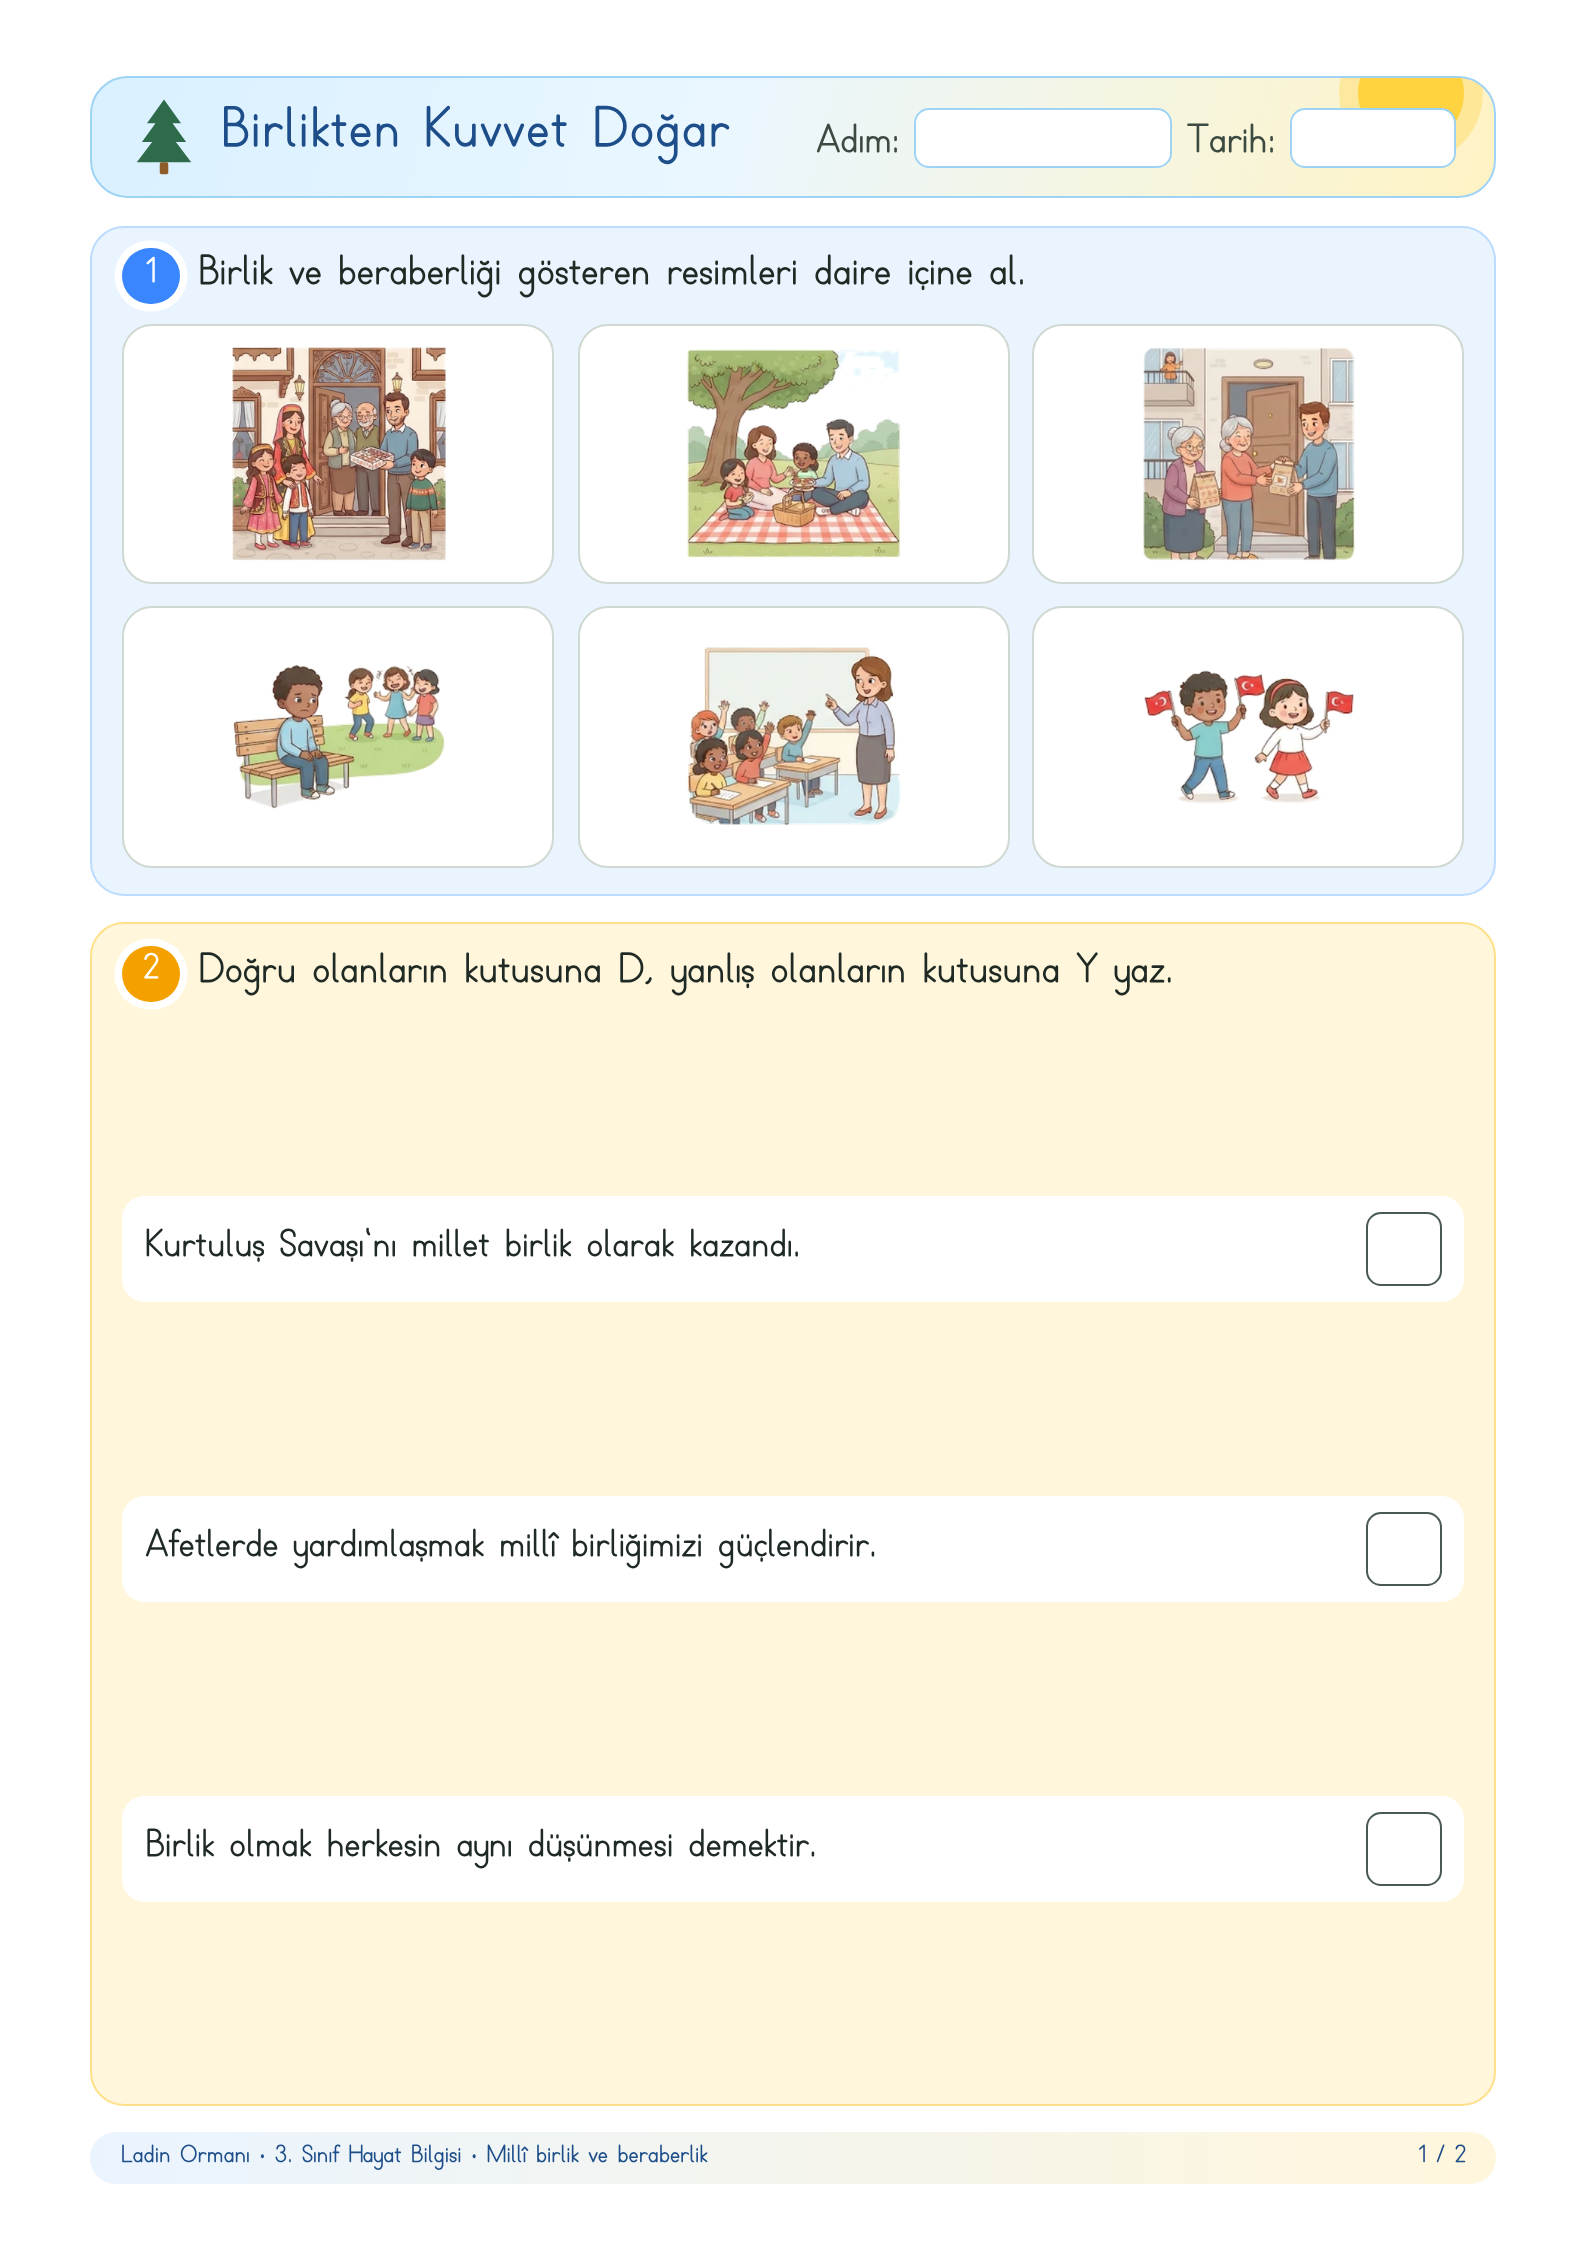 Birlikten Kuvvet Doğar
Adım:
Tarih:
1 Birlik ve beraberliği gösteren resimleri daire içine al.
2 Doğru olanların kutusuna D, yanlış olanların kutusuna Y yaz.
Kurtuluş Savaşı‘nı millet birlik olarak kazandı.
Afetlerde yardımlaşmak millî birliğimizi güçlendirir.
Birlik olmak herkesin aynı düşünmesi demektir.
Ladin Ormanı • 3. Sınıf Hayat Bilgisi • Millî birlik ve beraberlik
1 / 2